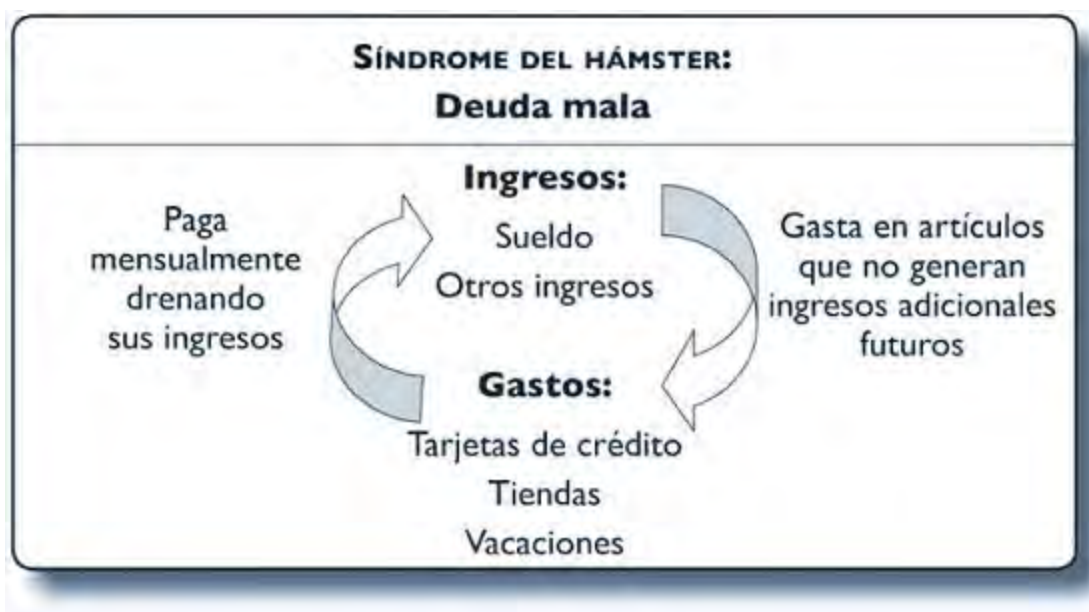 SÍNDROME DEL HÁMSTER:
Deuda mala
Ingresos:
Sueldo
Otros ingresos
Paga
mensualmente
drenando
sus ingresos
Gasta en artículos
que no generan
ingresos adicionales
futuros
Gastos:
Tarjetas de crédito
Tiendas
Vacaciones